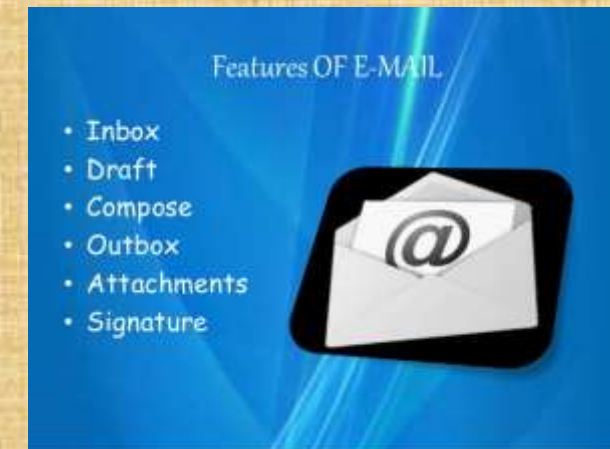 Features OF E-MAIL
• Inbox
• Draft
• Compose
• Outbox
• Attachments
• Signature
@